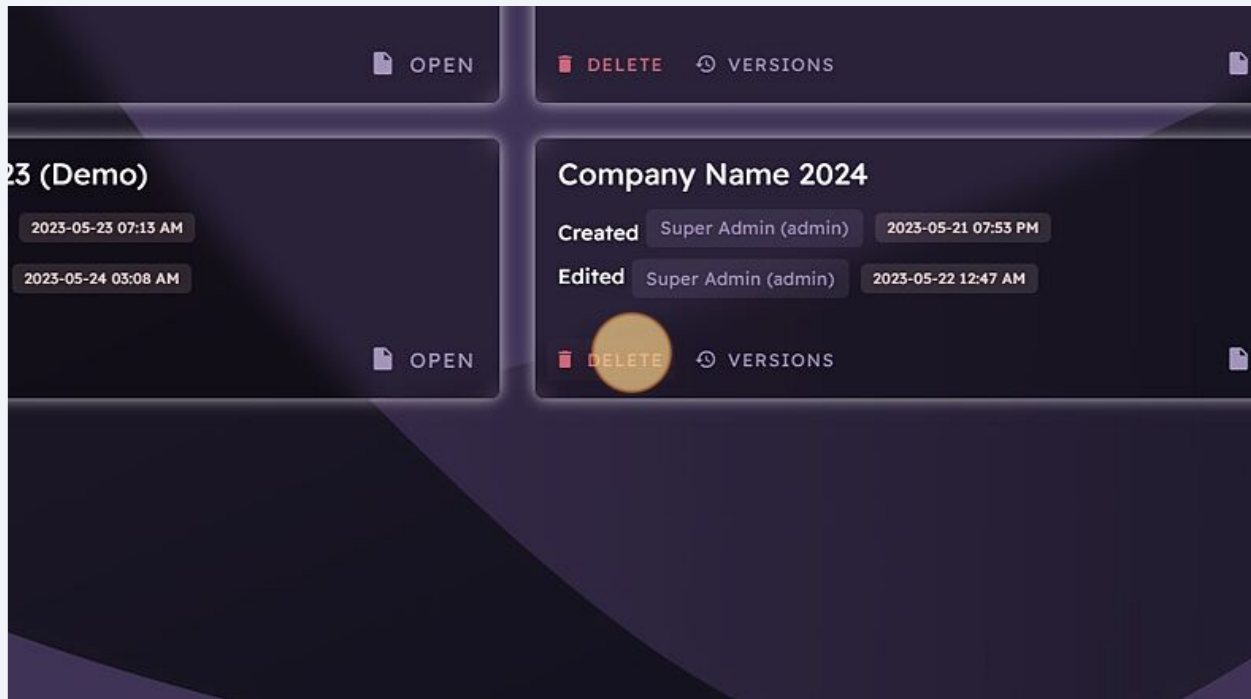 OPEN
DELETE VERSIONS
23 (Demo)
2023-05-23 07:13 AM
2023-05-24 03:08 AM
OPEN
Company Name 2024
Created Super Admin (admin) 2023-05-21 07:53 PM
Edited Super Admin (admin) 2023-05-22 12:47 AM
DELETE VERSIONS